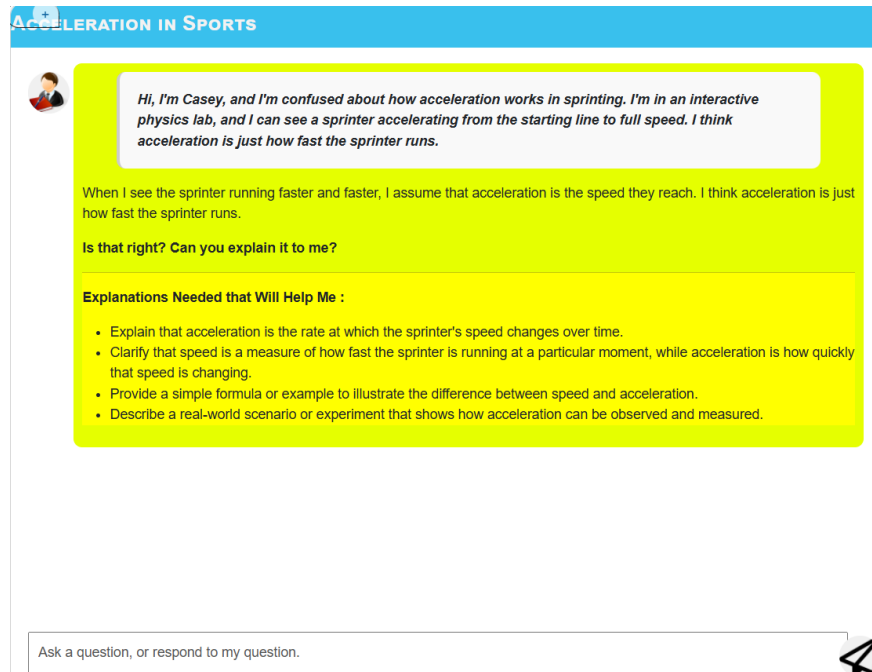 Acceleration in Sports
+
Hi, I'm Casey, and I'm confused about how acceleration works in sprinting. I'm in an interactive
physics lab, and I can see a sprinter accelerating from the starting line to full speed. I think
acceleration is just how fast the sprinter runs.
When I see the sprinter running faster and faster, I assume that acceleration is the speed they reach. I think acceleration is just
how fast the sprinter runs.
Is that right? Can you explain it to me?
Explanations Needed that Will Help Me :
• Explain that acceleration is the rate at which the sprinter's speed changes over time.
• Clarify that speed is a measure of how fast the sprinter is running at a particular moment, while acceleration is how quickly
that speed is changing.
• Provide a simple formula or example to illustrate the difference between speed and acceleration.
• Describe a real-world scenario or experiment that shows how acceleration can be observed and measured.
Ask a question, or respond to my question.